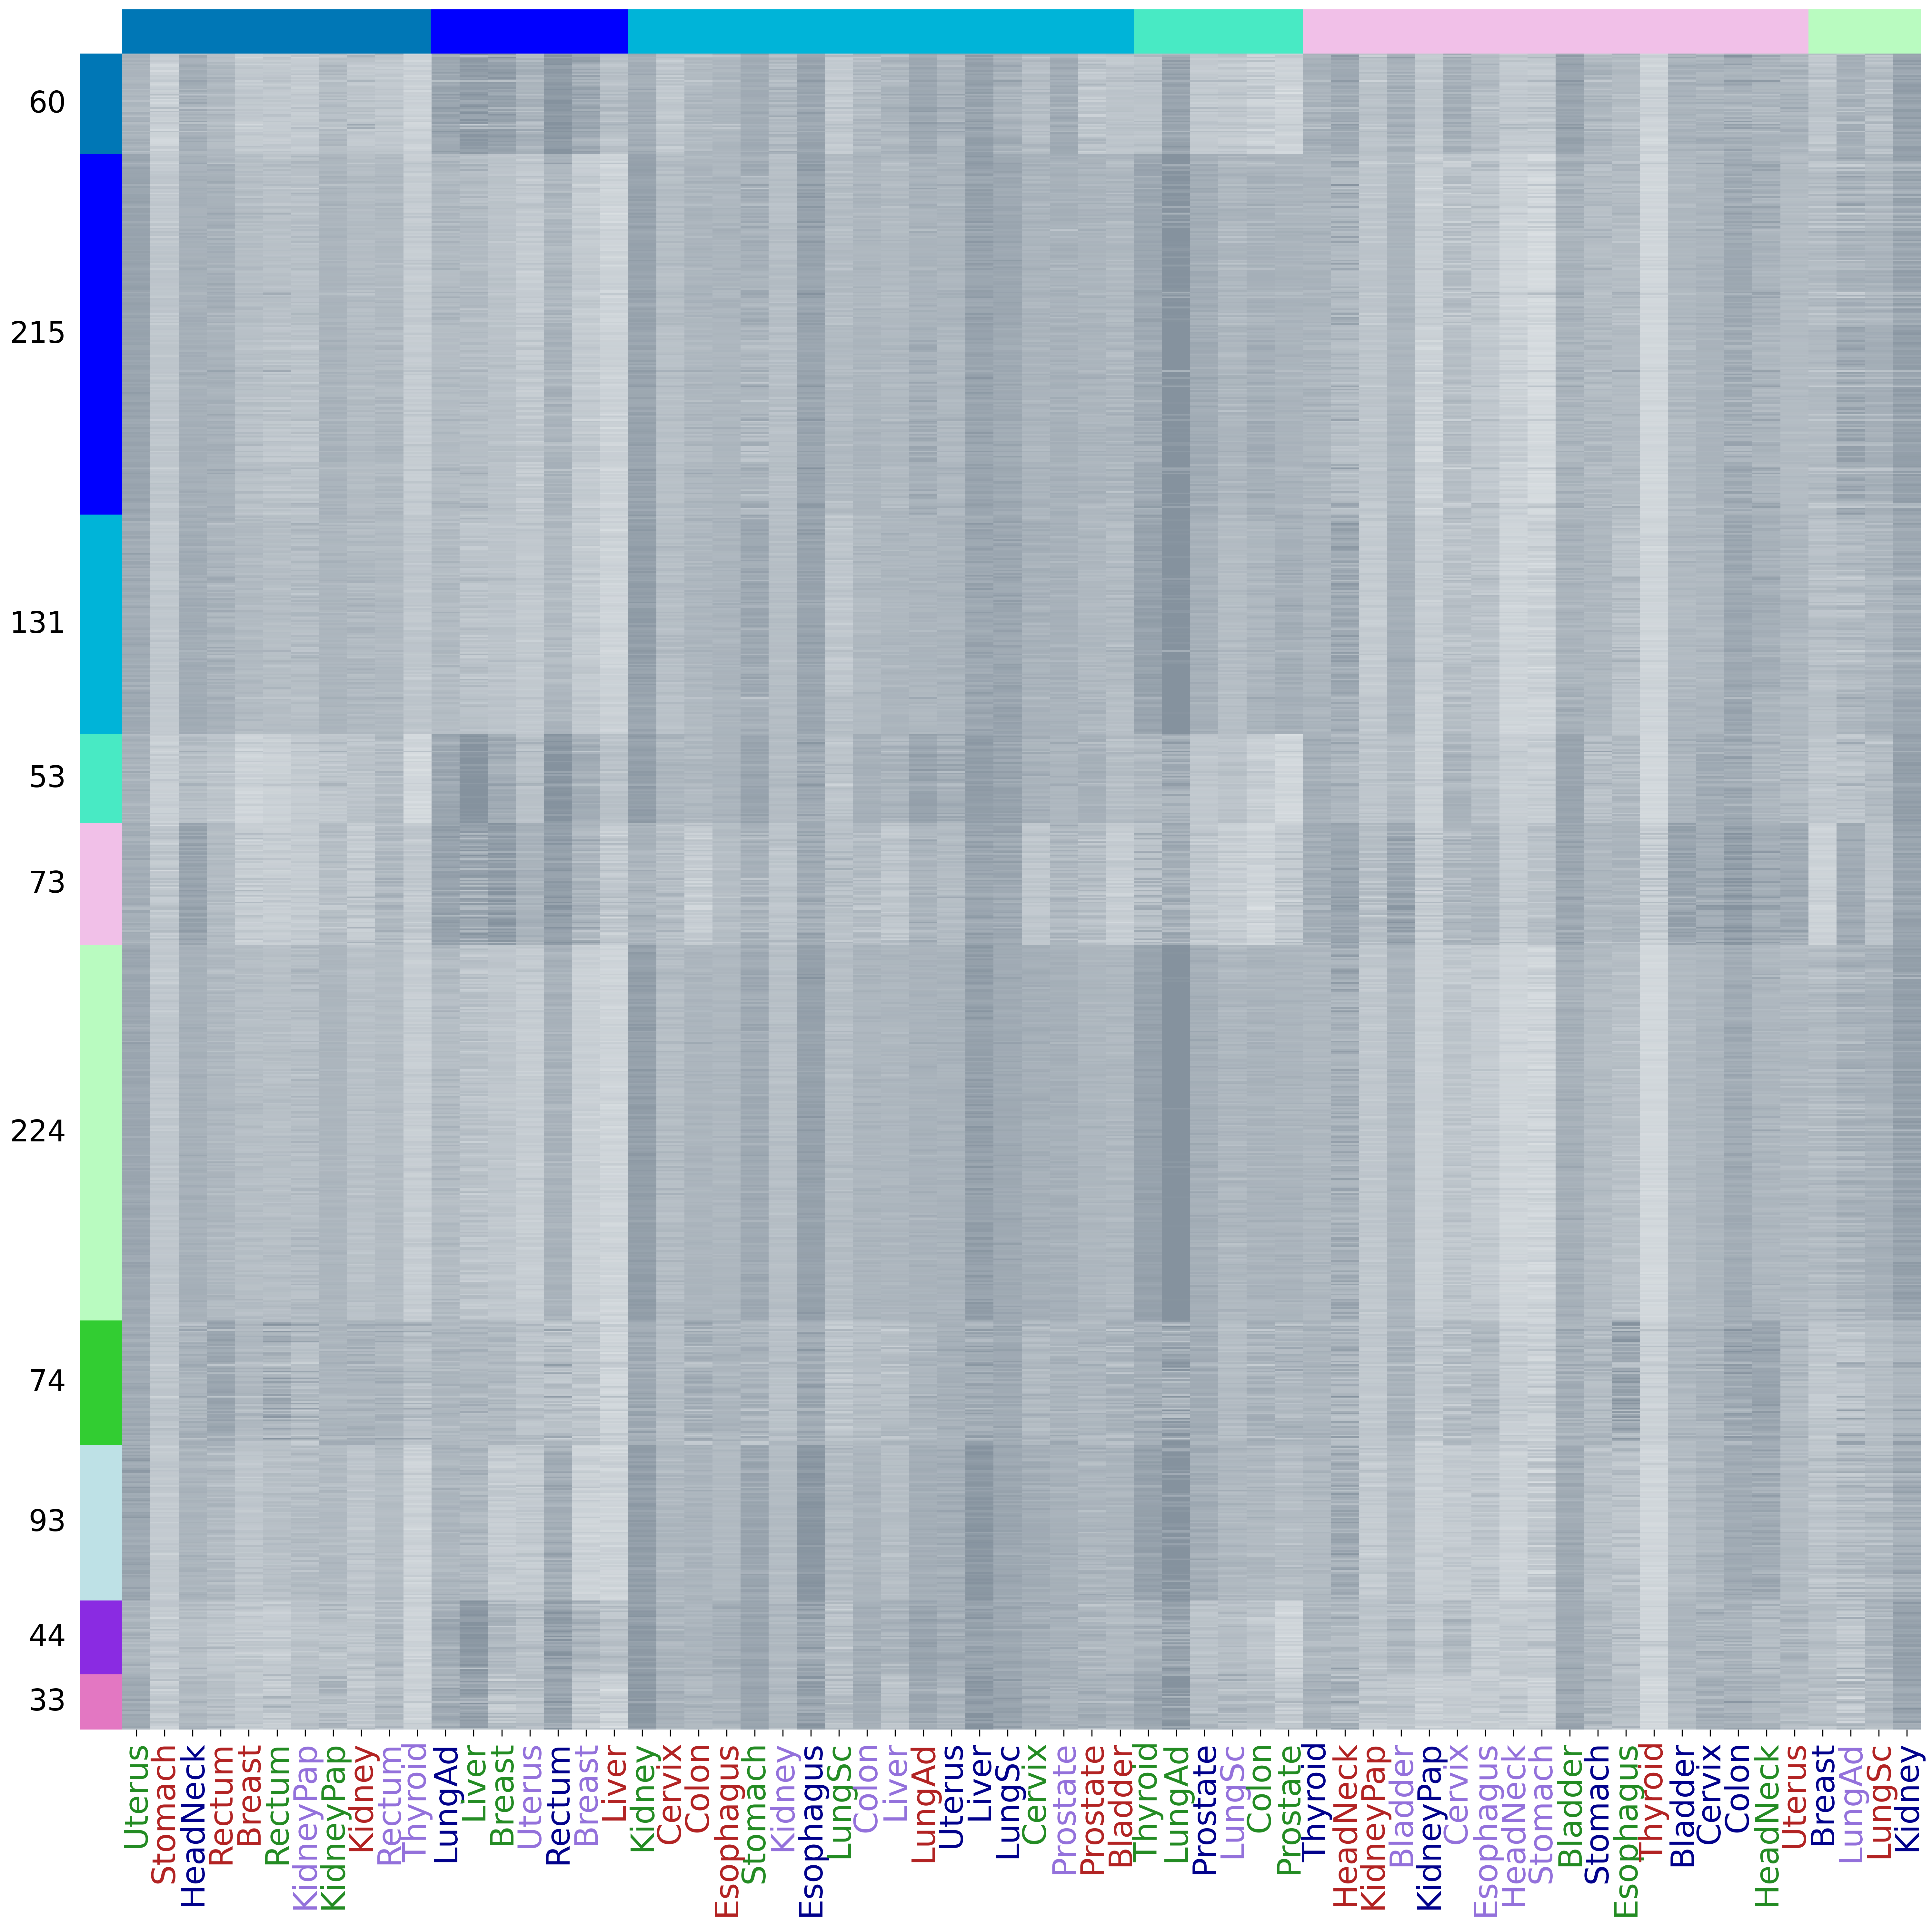 60
215
131
53
73
224
74
93
44
33
Uterus
Stomach
HeadNeck
Rectum
Breast
Rectum
KidneyPap
KidneyPap
Kidney
Rectum
Thyroid
LungAd
Liver
Breast
Uterus
Rectum
Breast
Liver
Kidney
Cervix
Colon
Esophagus
Stomach
Kidney
Esophagus
LungSc
Colon
Liver
LungAd
Uterus
Liver
LungSc
Cervix
Prostate
Prostate
Bladder
Thyroid
LungAd
Prostate
LungSc
Colon
Prostate
Thyroid
HeadNeck
KidneyPap
Bladder
KidneyPap
Cervix
Esophagus
HeadNeck
Stomach
Bladder
Stomach
Esophagus
Thyroid
Bladder
Cervix
Colon
HeadNeck
Uterus
Breast
LungAd
LungSc
Kidney